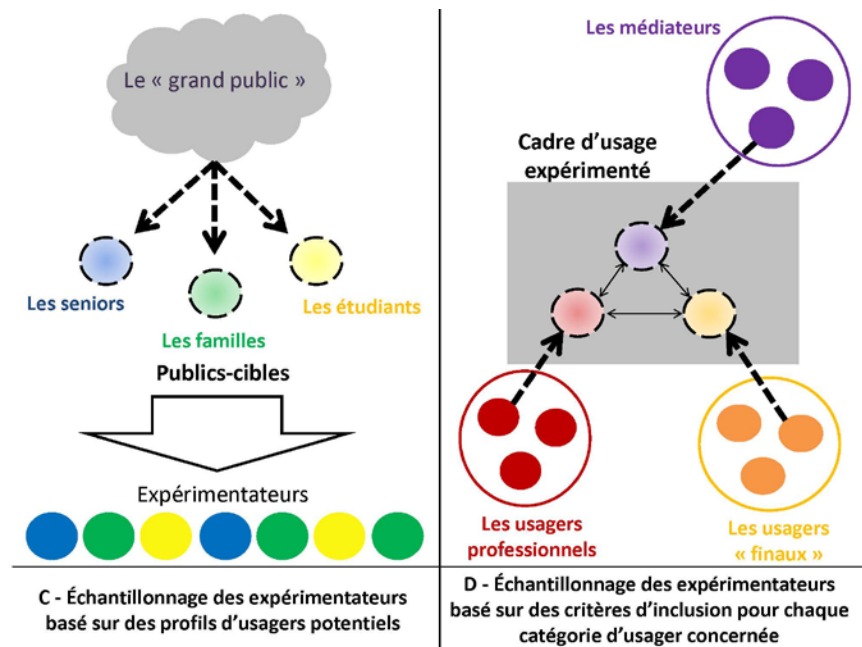 Le « grand public »
Les seniors
Les familles
Les étudiants
Publics-cibles
Expérimentateurs
C - Échantillonnage des expérimentateurs
basé sur des profils d’usagers potentiels
Les médiateurs
Cadre d’usage
expérimenté
Les usagers
professionnels
Les usagers
« finaux »
D - Échantillonnage des expérimentateurs
basé sur des critères d’inclusion pour chaque
catégorie d’usager concernée